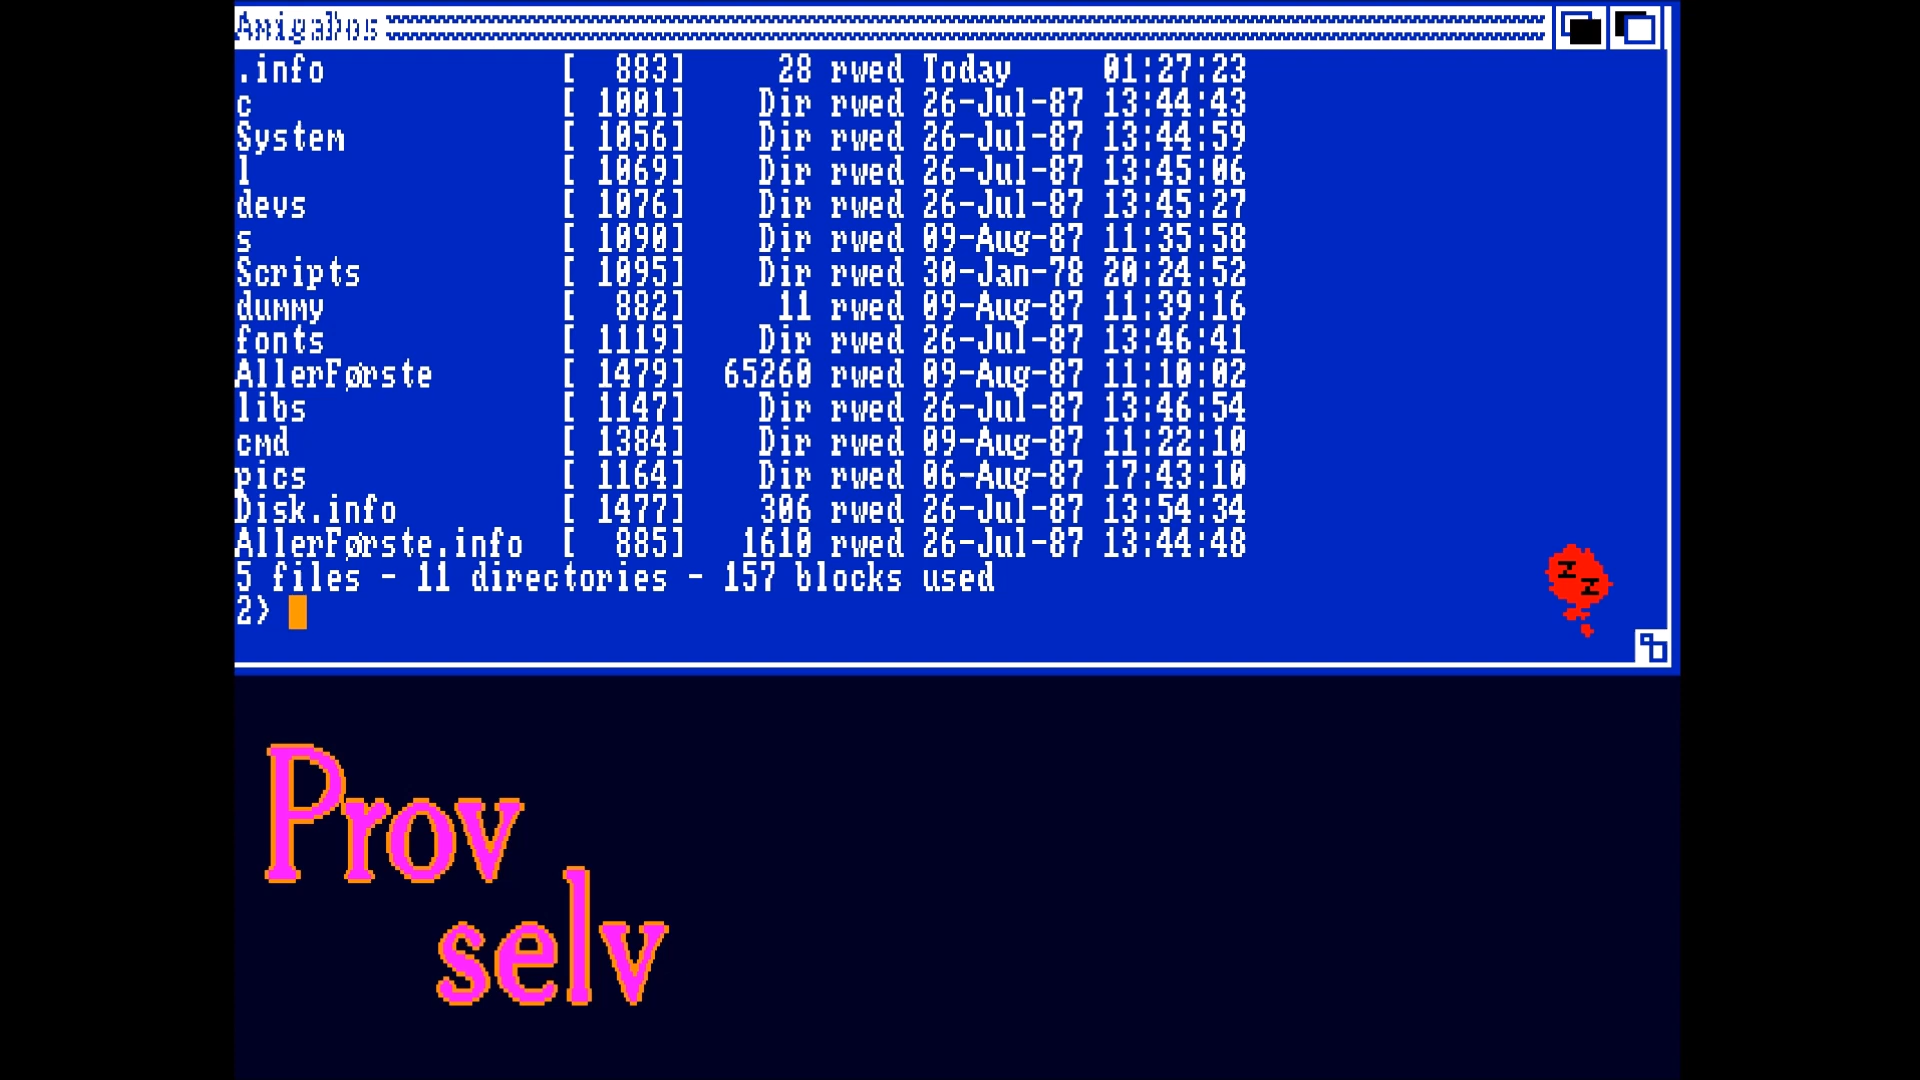 AmigaDos
.info [ 883] 28 rwed Today 01:27:23
c [ 1001] Dir rwed 26-Jul-87 13:44:43
System [ 1056] Dir rwed 26-Jul-87 13:44:59
l [ 1069] Dir rwed 26-Jul-87 13:45:06
devs [ 1076] Dir rwed 26-Jul-87 13:45:27
s [ 1090] Dir rwed 09-Aug-87 11:35:58
Scripts [ 1095] Dir rwed 30-Jan-78 20:24:52
dummy [ 882] 11 rwed 09-Aug-87 11:39:16
fonts [ 1119] Dir rwed 26-Jul-87 13:46:41
AllerFørste [ 1479] 65260 rwed 09-Aug-87 11:10:02
libs [ 1147] Dir rwed 26-Jul-87 13:46:54
cmd [ 1384] Dir rwed 09-Aug-87 11:22:10
pics [ 1164] Dir rwed 06-Aug-87 17:43:10
Disk.info [ 1477] 306 rwed 26-Jul-87 13:54:34
AllerFørste.info [ 885] 1610 rwed 26-Jul-87 13:44:48
5 files - 11 directories - 157 blocks used
2>
ZZ
Prov
selv